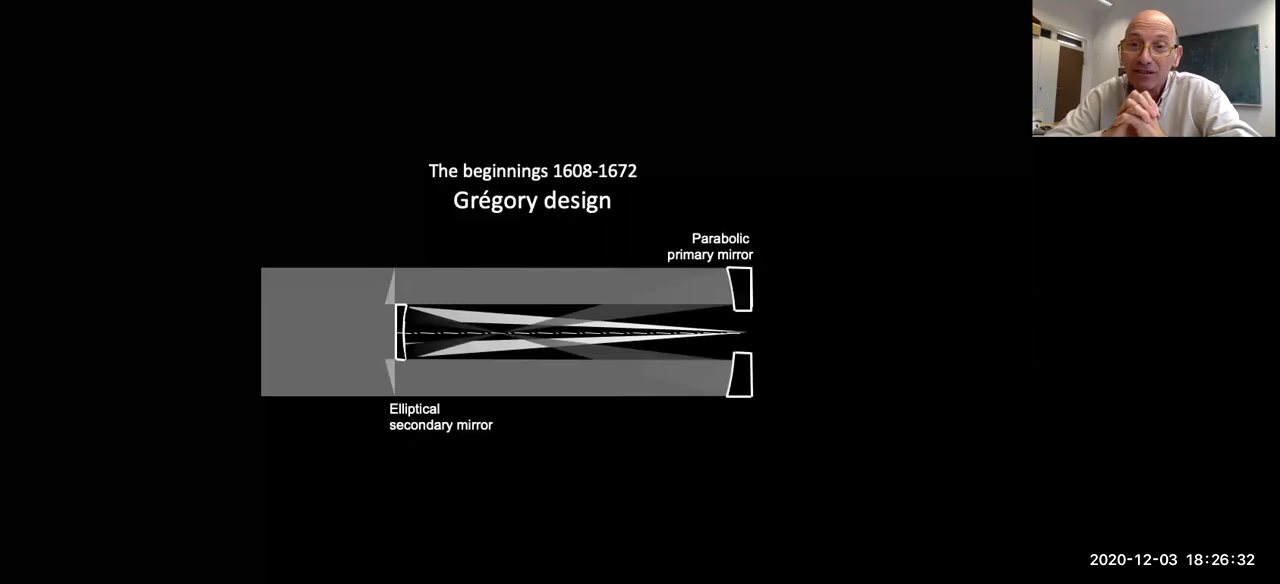 The beginnings 1608-1672
Grégory design
Parabolic
primary mirror
Elliptical
secondary mirror
2020-12-03 18:26:32